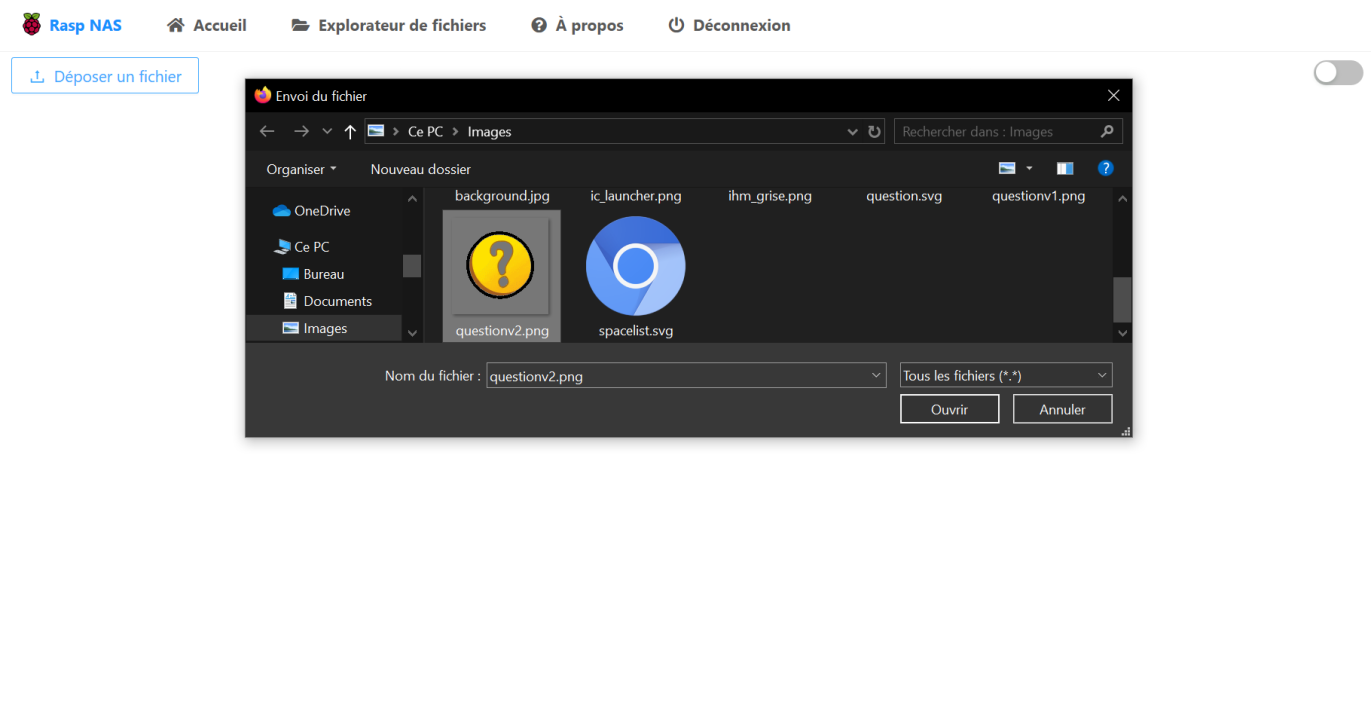 Rasp NAS Accueil Explorateur de fichiers À propos Déconnexion
Déposer un fichier
Envoi du fichier
Ce PC > Images
Rechercher dans : Images
Organiser Nouveau dossier
OneDrive
Ce PC
Bureau
Documents
Images
background.jpg ic_launcher.png ihm_grise.png question.svg questionv1.png
questionv2.png spacelist.svg
Nom du fichier : questionv2.png Tous les fichiers (*.*)
Ouvrir Annuler